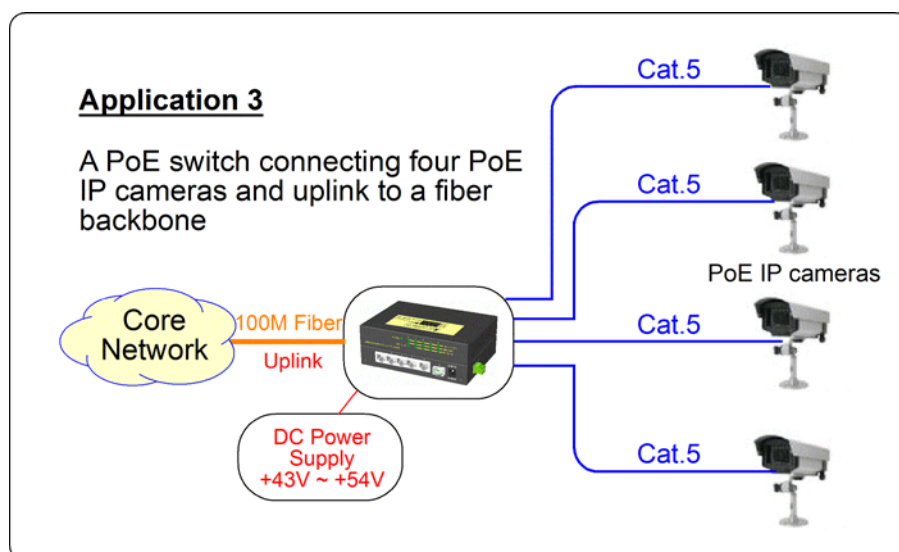 Application 3
A PoE switch connecting four PoE
IP cameras and uplink to a fiber
backbone
Cat.5
Cat.5
PoE IP cameras
Cat.5
Cat.5
Core
Network
100M Fiber
Uplink
DC Power
Supply
+43V ~ +54V